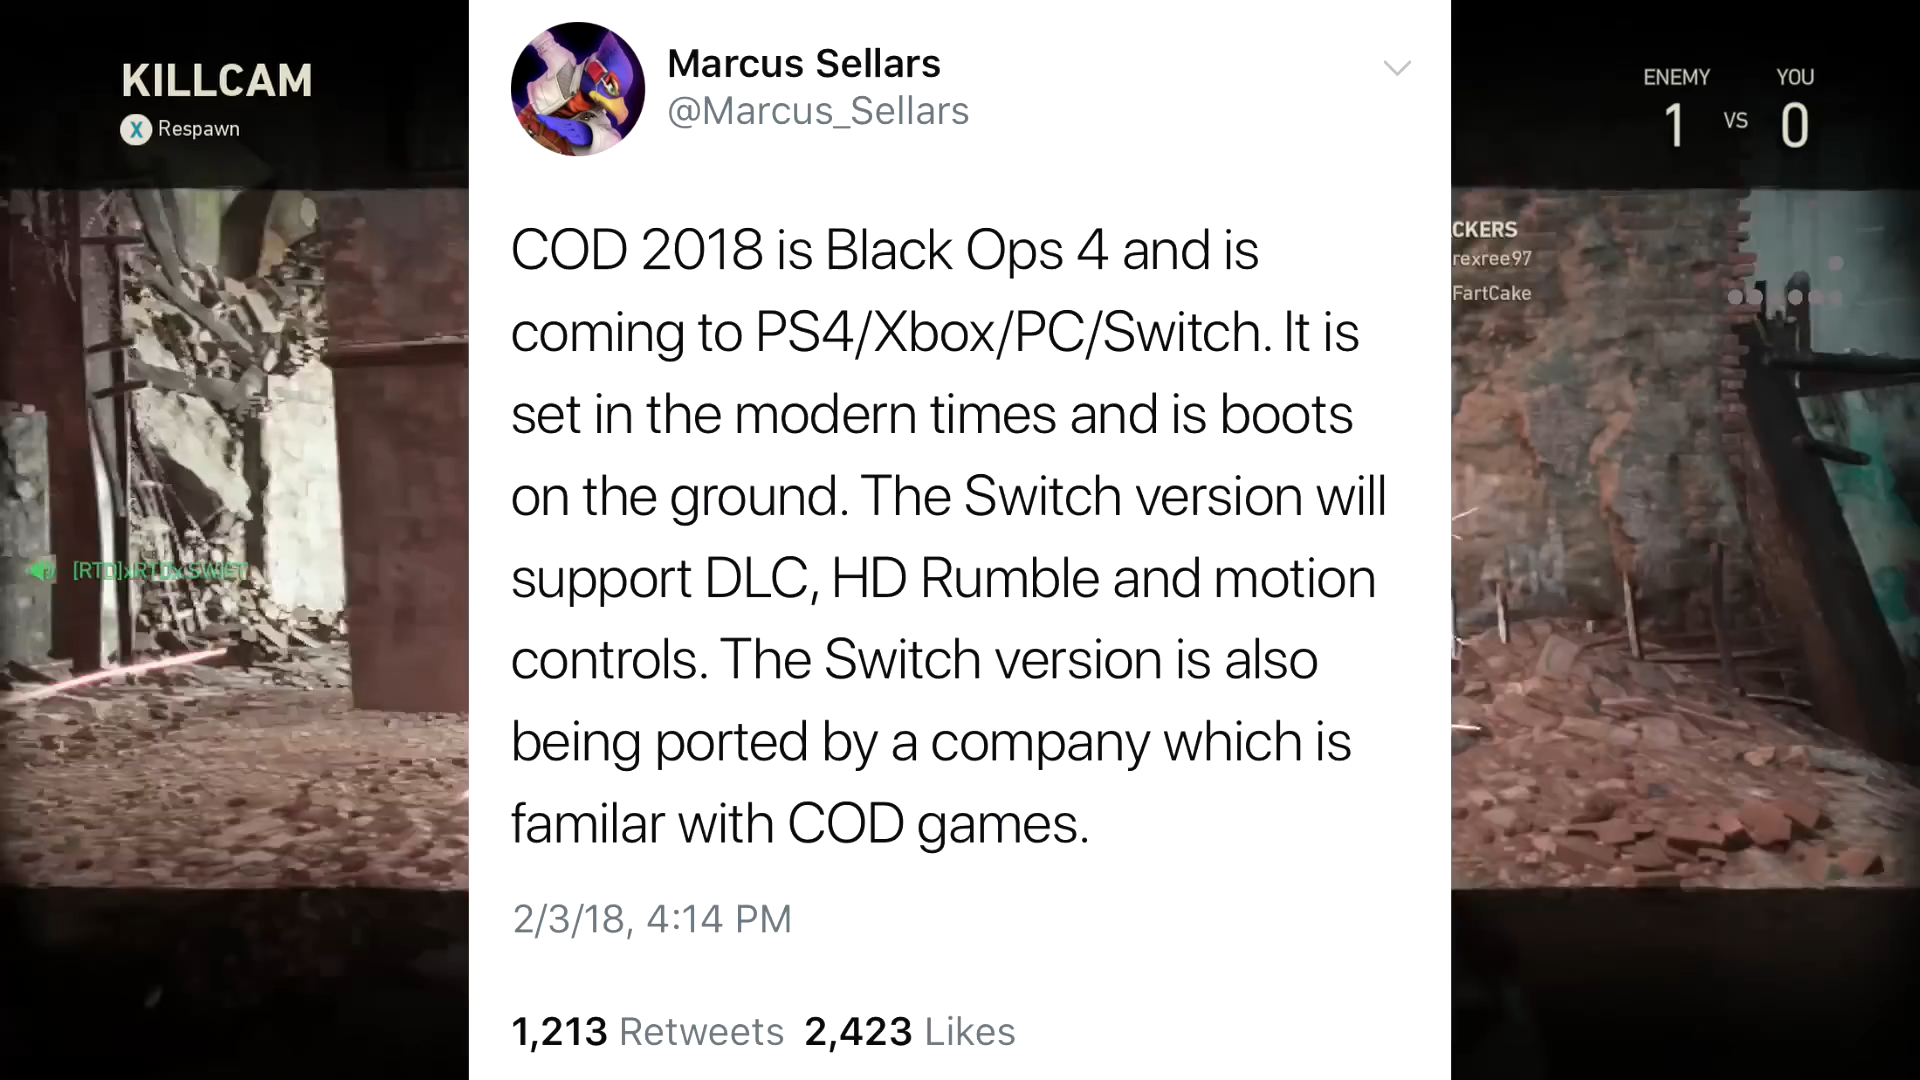 KILLCAM
X Respawn
Marcus Sellars
@Marcus_Sellars
COD 2018 is Black Ops 4 and is
coming to PS4/Xbox/PC/Switch. It is
set in the modern times and is boots
on the ground. The Switch version will
support DLC, HD Rumble and motion
controls. The Switch version is also
being ported by a company which is
familar with COD games.
2/3/18, 4:14 PM
1,213 Retweets 2,423 Likes
ENEMY YOU
1 VS 0
CKERS
rexree97
FartCake
[RTD]xRTDx SWIFT